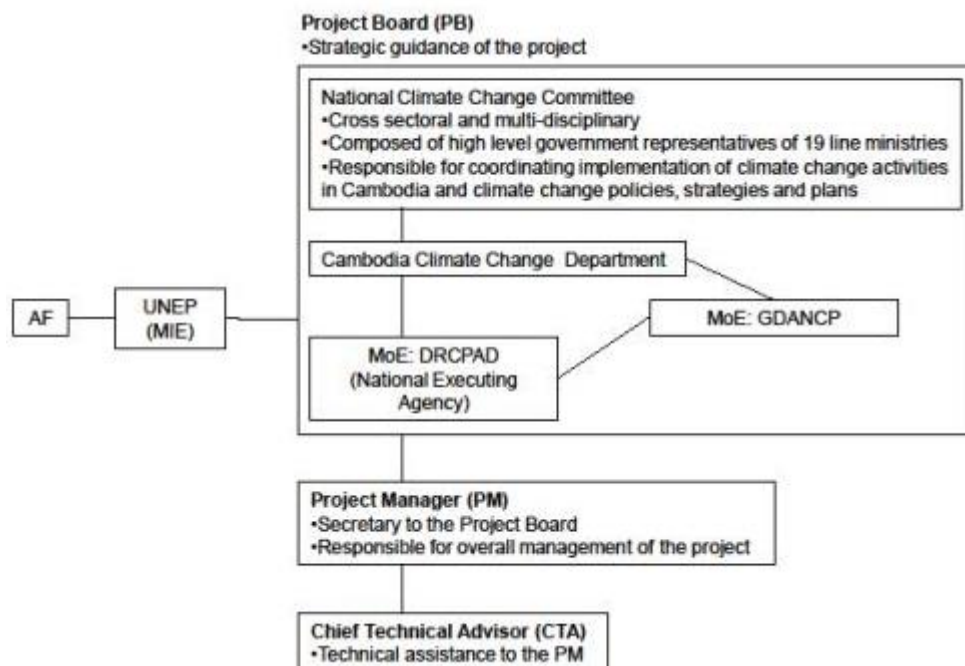 Project Board (PB)
•Strategic guidance of the project
National Climate Change Committee
•Cross sectoral and multi-disciplinary
•Composed of high level government representatives of 19 line ministries
•Responsible for coordinating implementation of climate change activities
in Cambodia and climate change policies, strategies and plans
Cambodia Climate Change Department
AF
UNEP
(MIE)
MoE: GDANCP
MoE: DRCPAD
(National Executing
Agency)
Project Manager (PM)
•Secretary to the Project Board
•Responsible for overall management of the project
Chief Technical Advisor (CTA)
•Technical assistance to the PM